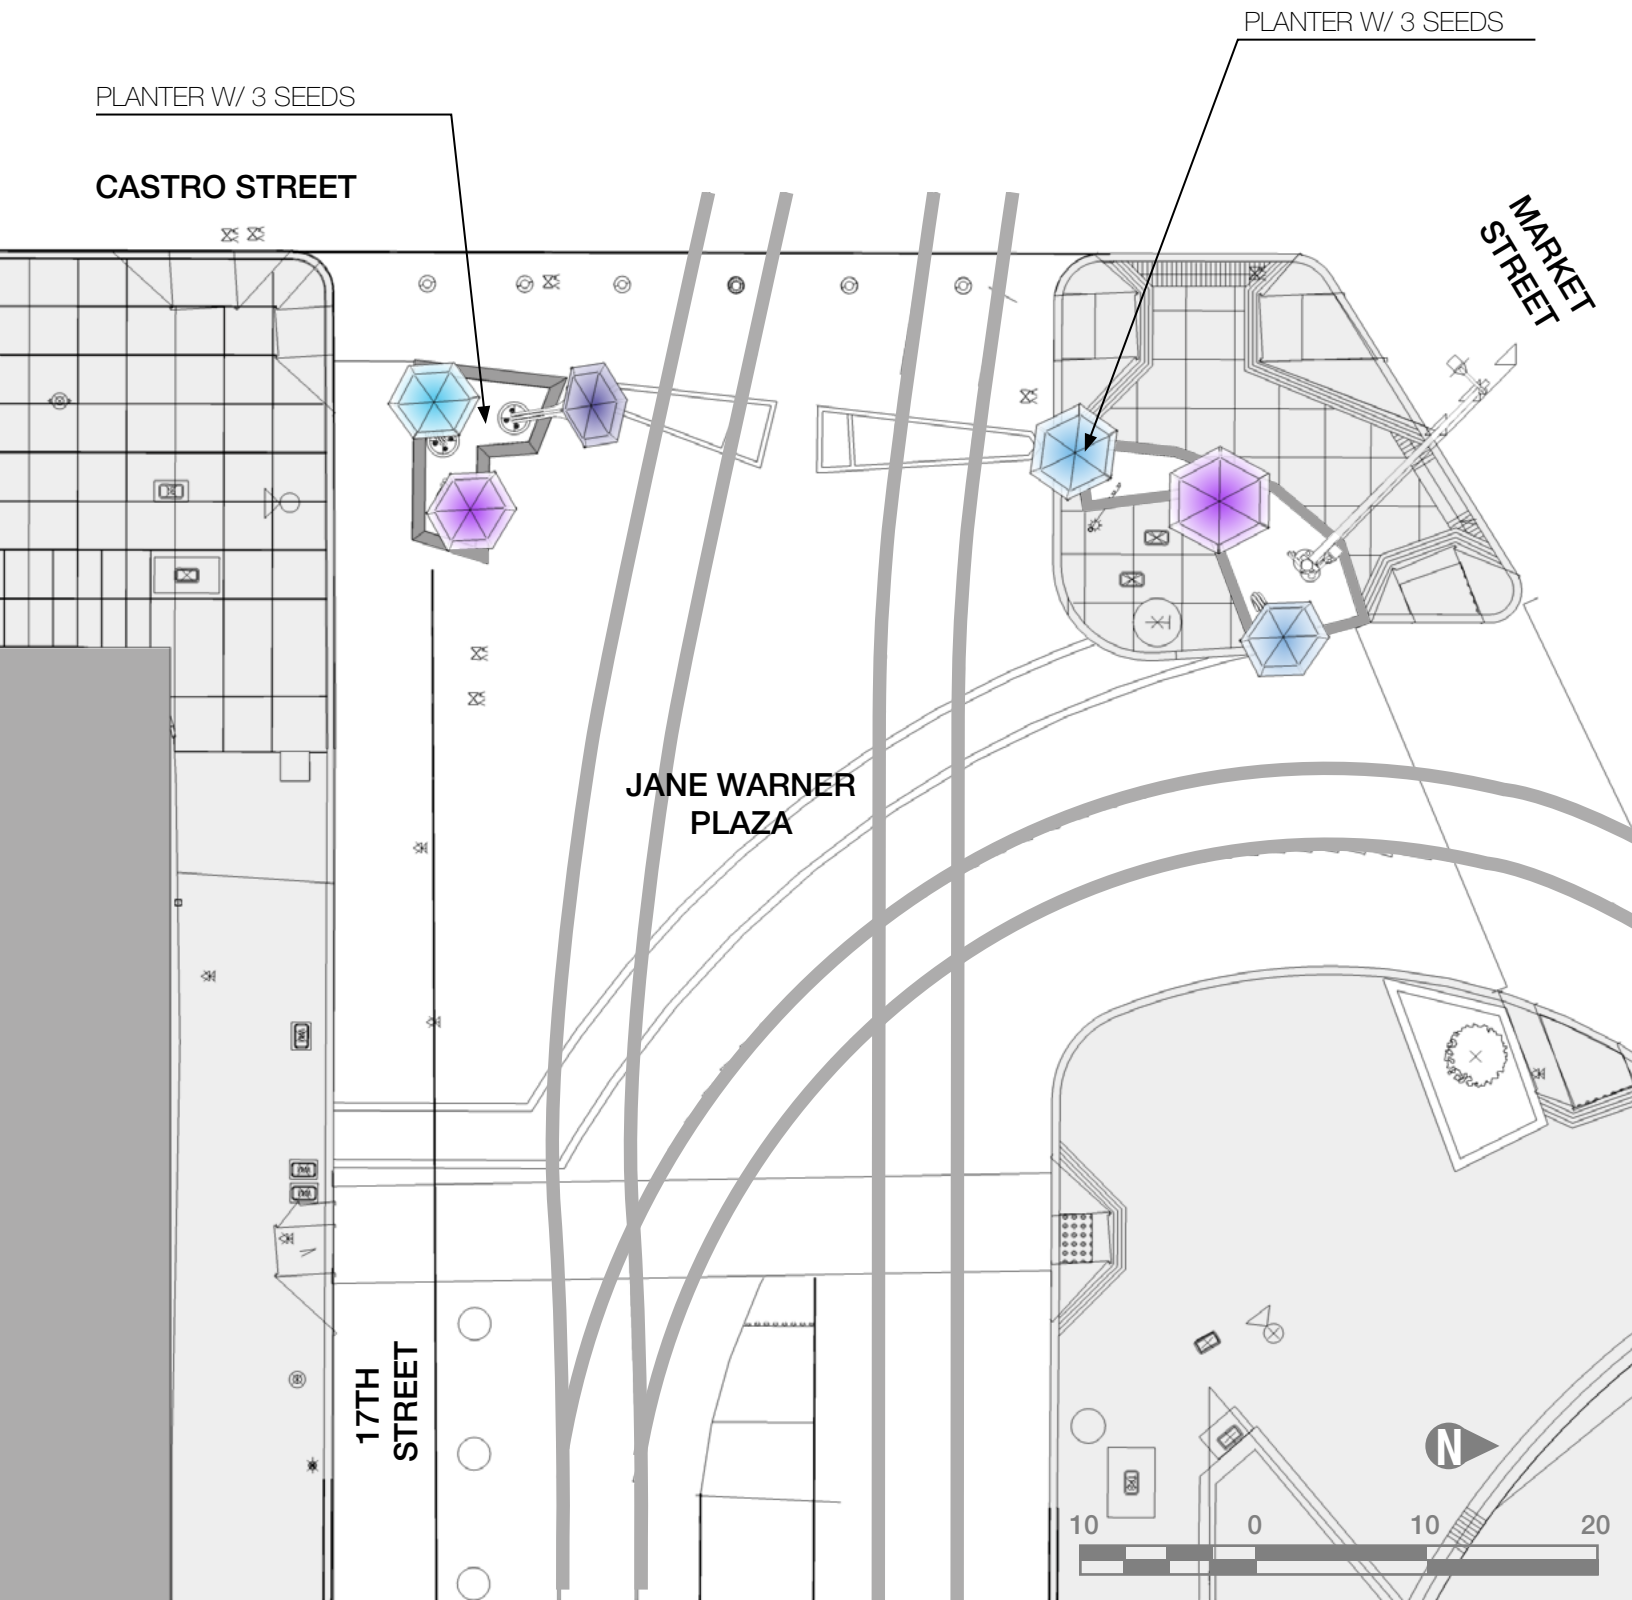 PLANTER W/ 3 SEEDS
PLANTER W/ 3 SEEDS
CASTRO STREET
MARKET
STREET
JANE WARNER
PLAZA
17TH
STREET
N
10 0 10 20